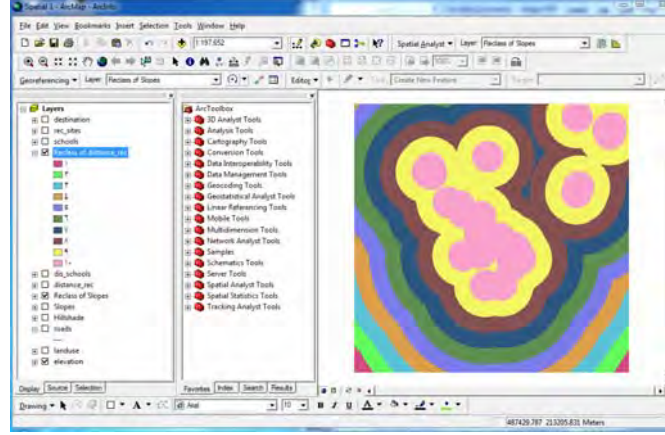 Spatial 1 - ArcMap - ArcInfo
File Edit View Bookmarks Insert Selection Tools Window Help
1:197,652
Spatial Analyst Layer: Reclass of Slopes
Georeferencing Layer: Reclass of Slopes Editor Create New Feature
Layers
destination
rec_sites
schools
Reclass of distance_rec
dis_schools
distance_rec
Reclass of Slopes
Slopes
Hillshade
roads
landuse
elevation
Display Source Selection
ArcToolbox
3D Analyst Tools
Analysis Tools
Cartography Tools
Conversion Tools
Data Interoperability Tools
Data Management Tools
Geocoding Tools
Geostatistical Analyst Tools
Linear Referencing Tools
Mobile Tools
Multidimension Tools
Network Analyst Tools
Samples
Schematics Tools
Server Tools
Spatial Analyst Tools
Spatial Statistics Tools
Tracking Analyst Tools
Favorites Index Search Results
Drawing A Arial 10 B I U A
487429.787 213205.831 Meters